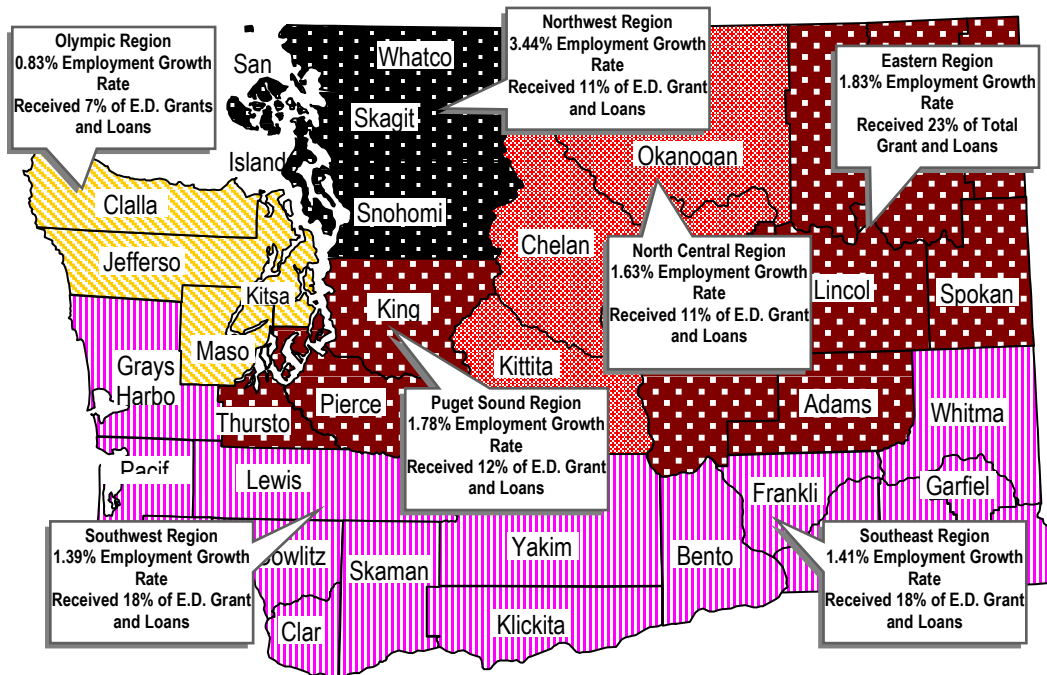 Olympic Region
0.83% Employment Growth
Rate
Received 7% of E.D. Grants
and Loans
San
Whatco
Northwest Region
3.44% Employment Growth
Rate
Received 11% of E.D. Grant
and Loans
Eastern Region
1.83% Employment Growth
Rate
Received 23% of Total
Grant and Loans
Skagit
Island
Okanogan
Clalla
Snohomi
Chelan
North Central Region
1.63% Employment Growth
Rate
Received 11% of E.D. Grant
and Loans
Jefferso
Kitsa
King
Lincol
Spokan
Maso
Grays
Harbo
Kittita
Thursto
Pierce
Puget Sound Region
1.78% Employment Growth
Rate
Received 12% of E.D. Grant
and Loans
Adams
Whitma
Pacif
Lewis
Frankli
Garfiel
Southwest Region
1.39% Employment Growth
Rate
Received 18% of E.D. Grant
and Loans
owlitz
Skaman
Yakim
Bento
Southeast Region
1.41% Employment Growth
Rate
Received 18% of E.D. Grant
and Loans
Clar
Klickita